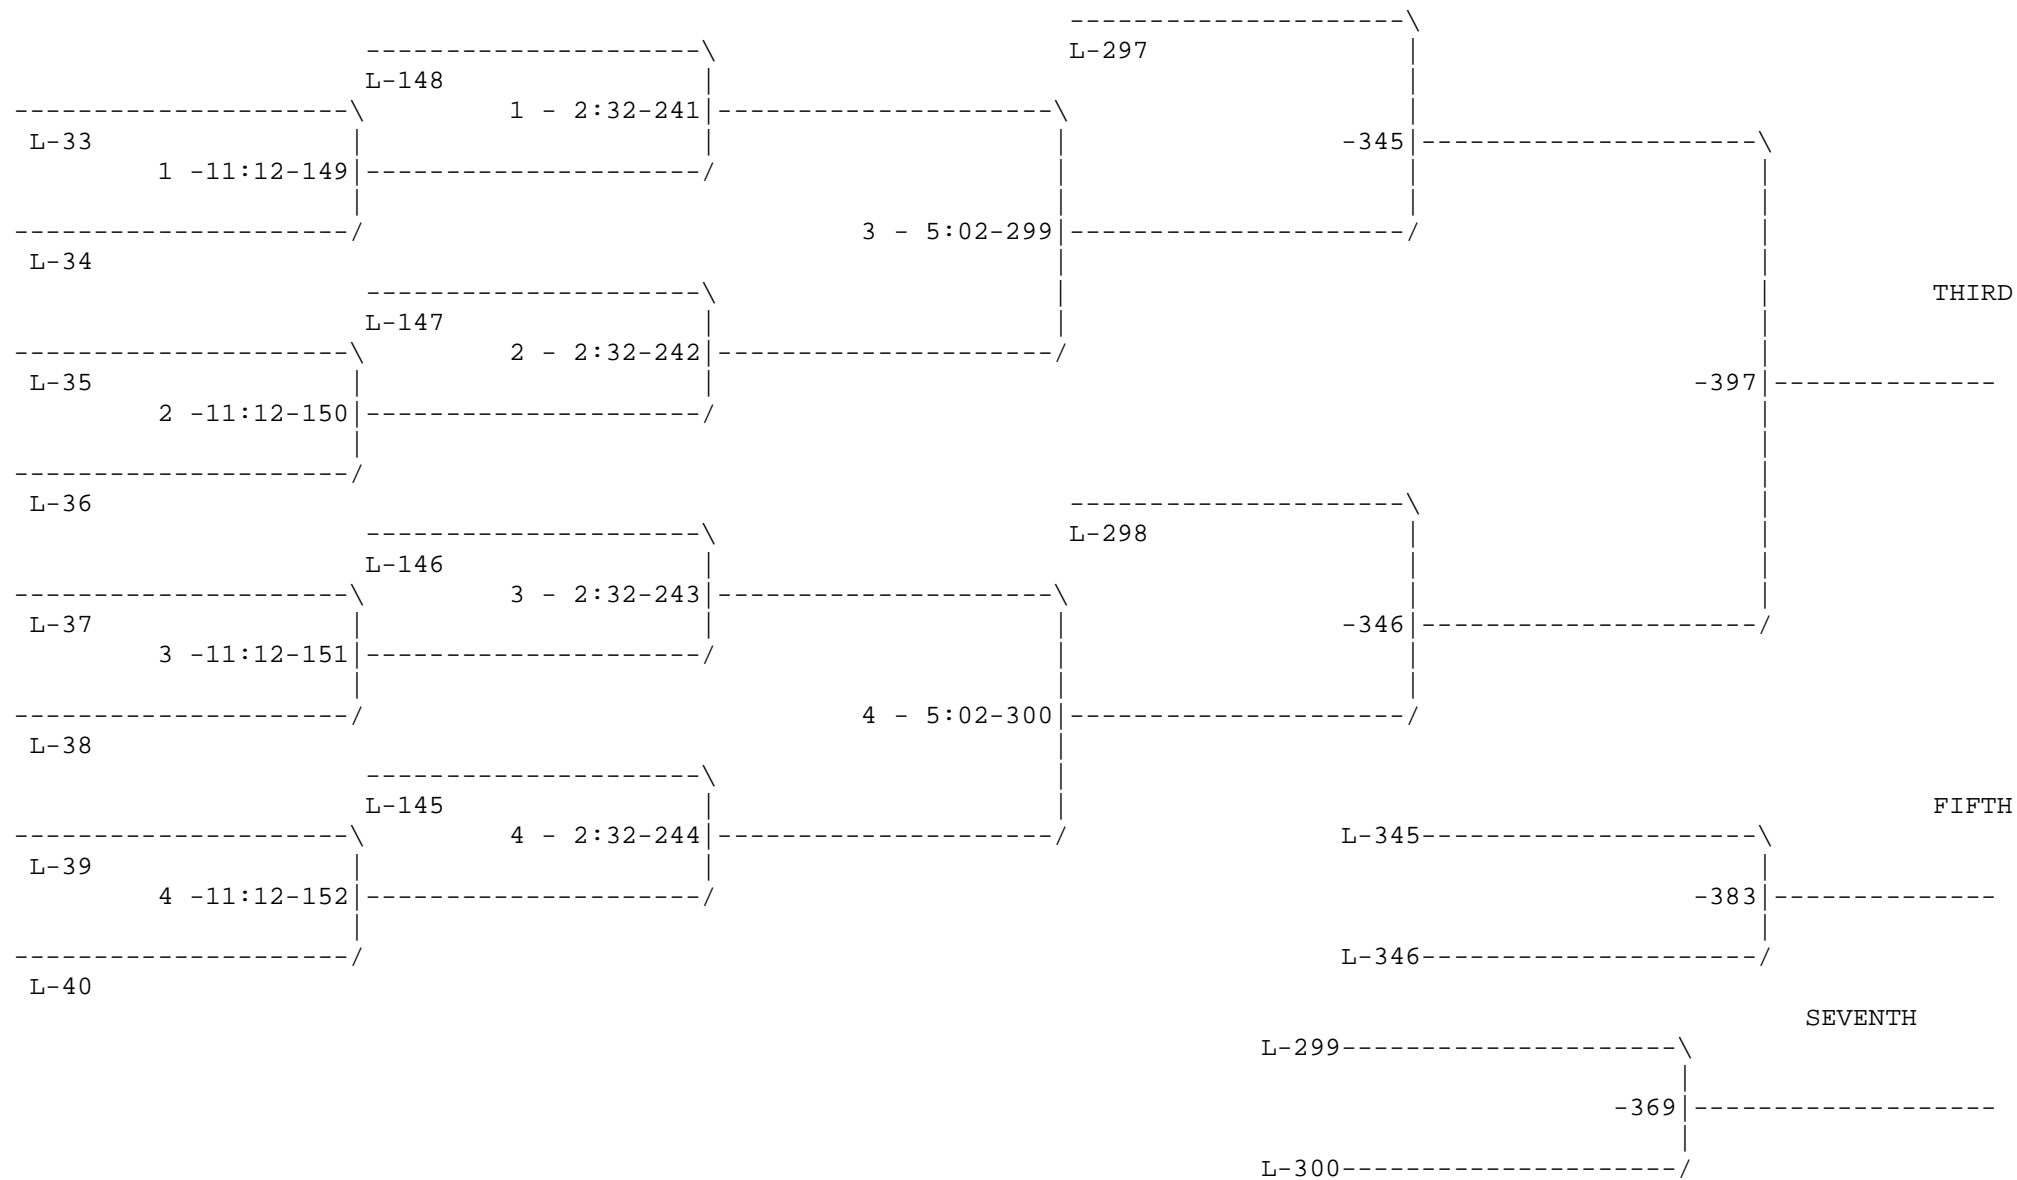 L-297
L-148
1 - 2:32-241
L-33
-345
1 -11:12-149
3 - 5:02-299
L-34
THIRD
L-147
2 - 2:32-242
L-35
-397
2 -11:12-150
L-36
L-298
L-146
3 - 2:32-243
L-37
-346
3 -11:12-151
4 - 5:02-300
L-38
L-145
FIFTH
4 - 2:32-244
L-345
L-39
4 -11:12-152
-383
L-346
L-40
SEVENTH
L-299
-369
L-300